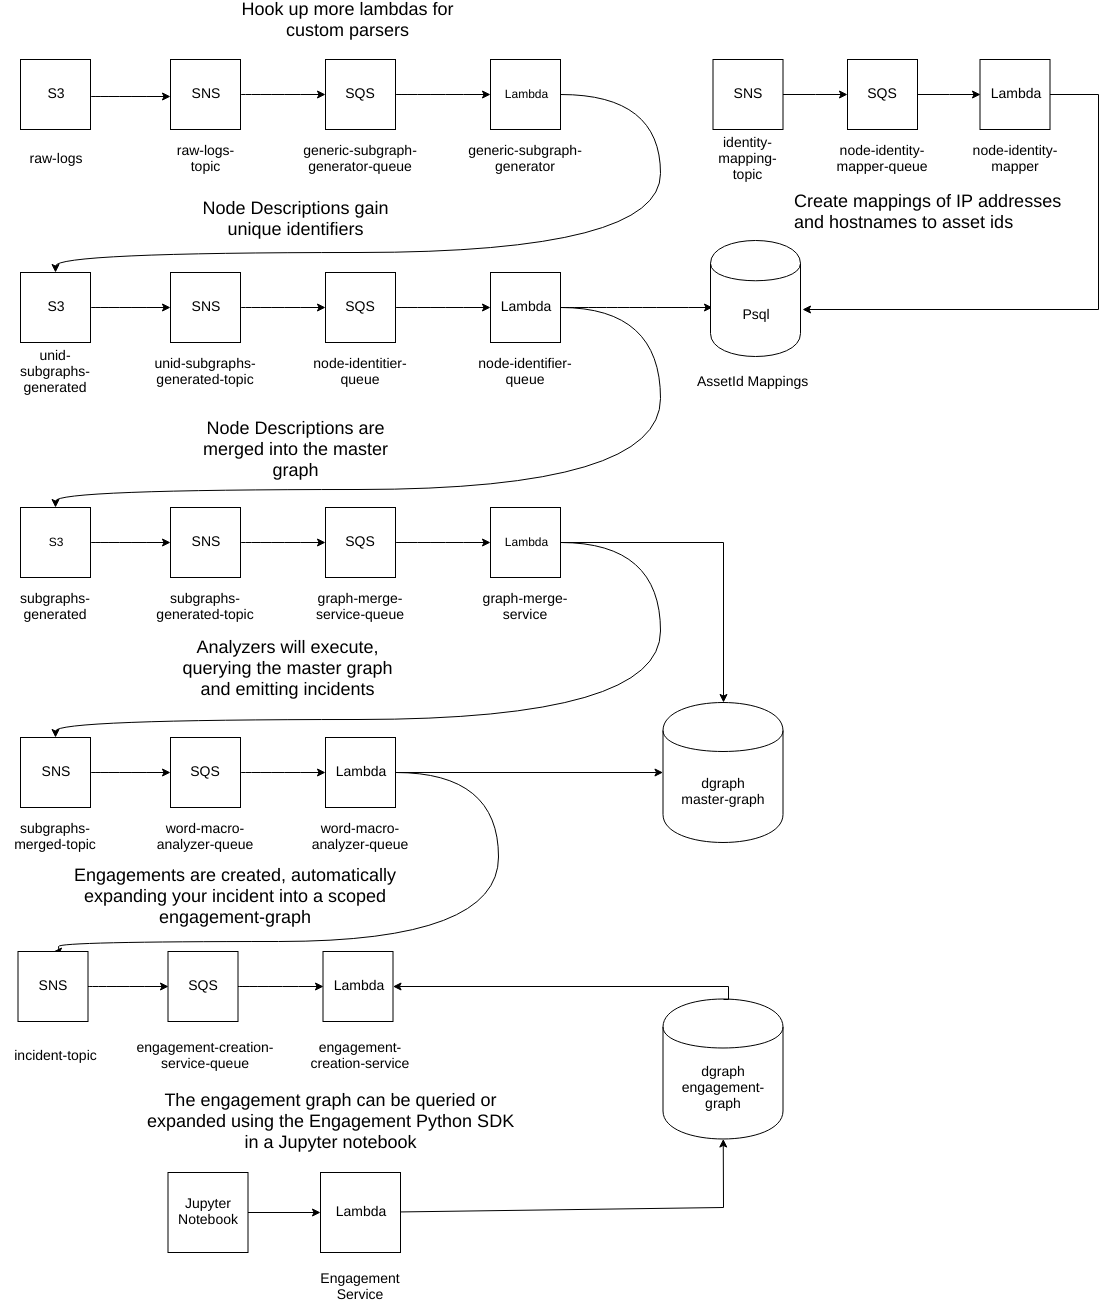 Hook up more lambdas for
custom parsers
S3
SNS
SQS
Lambda
SNS
SQS
Lambda
raw-logs
raw-logs-
topic
generic-subgraph-
generator-queue
generic-subgraph-
generator
identity-
mapping-
topic
node-identity-
mapper-queue
node-identity-
mapper
Node Descriptions gain
unique identifiers
Create mappings of IP addresses
and hostnames to asset ids
S3
SNS
SQS
Lambda
Psql
unid-
subgraphs-
generated
unid-subgraphs-
generated-topic
node-identitier-
queue
node-identifier-
queue
AssetId Mappings
Node Descriptions are
merged into the master
graph
S3
SNS
SQS
Lambda
subgraphs-
generated
subgraphs-
generated-topic
graph-merge-
service-queue
graph-merge-
service
Analyzers will execute,
querying the master graph
and emitting incidents
SNS
SQS
Lambda
dgraph
master-graph
subgraphs-
merged-topic
word-macro-
analyzer-queue
word-macro-
analyzer-queue
Engagements are created, automatically
expanding your incident into a scoped
engagement-graph
SNS
SQS
Lambda
incident-topic
engagement-creation-
service-queue
engagement-
creation-service
dgraph
engagement-
graph
The engagement graph can be queried or
expanded using the Engagement Python SDK
in a Jupyter notebook
Jupyter
Notebook
Lambda
Engagement
Service